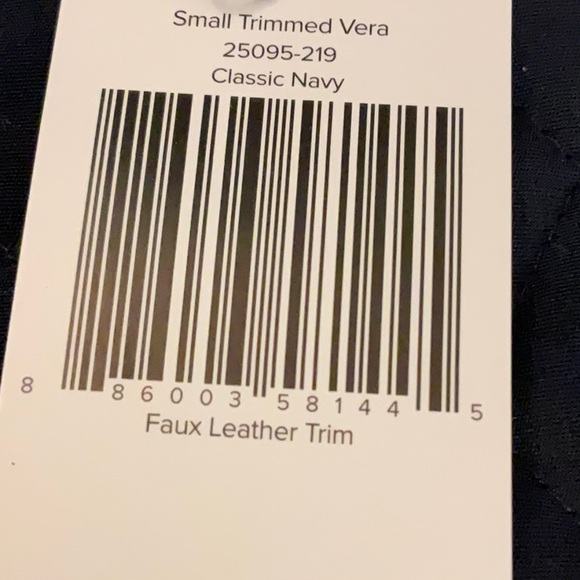 Small Trimmed Vera
25095-219
Classic Navy
8 86003 58144 5
Faux Leather Trim